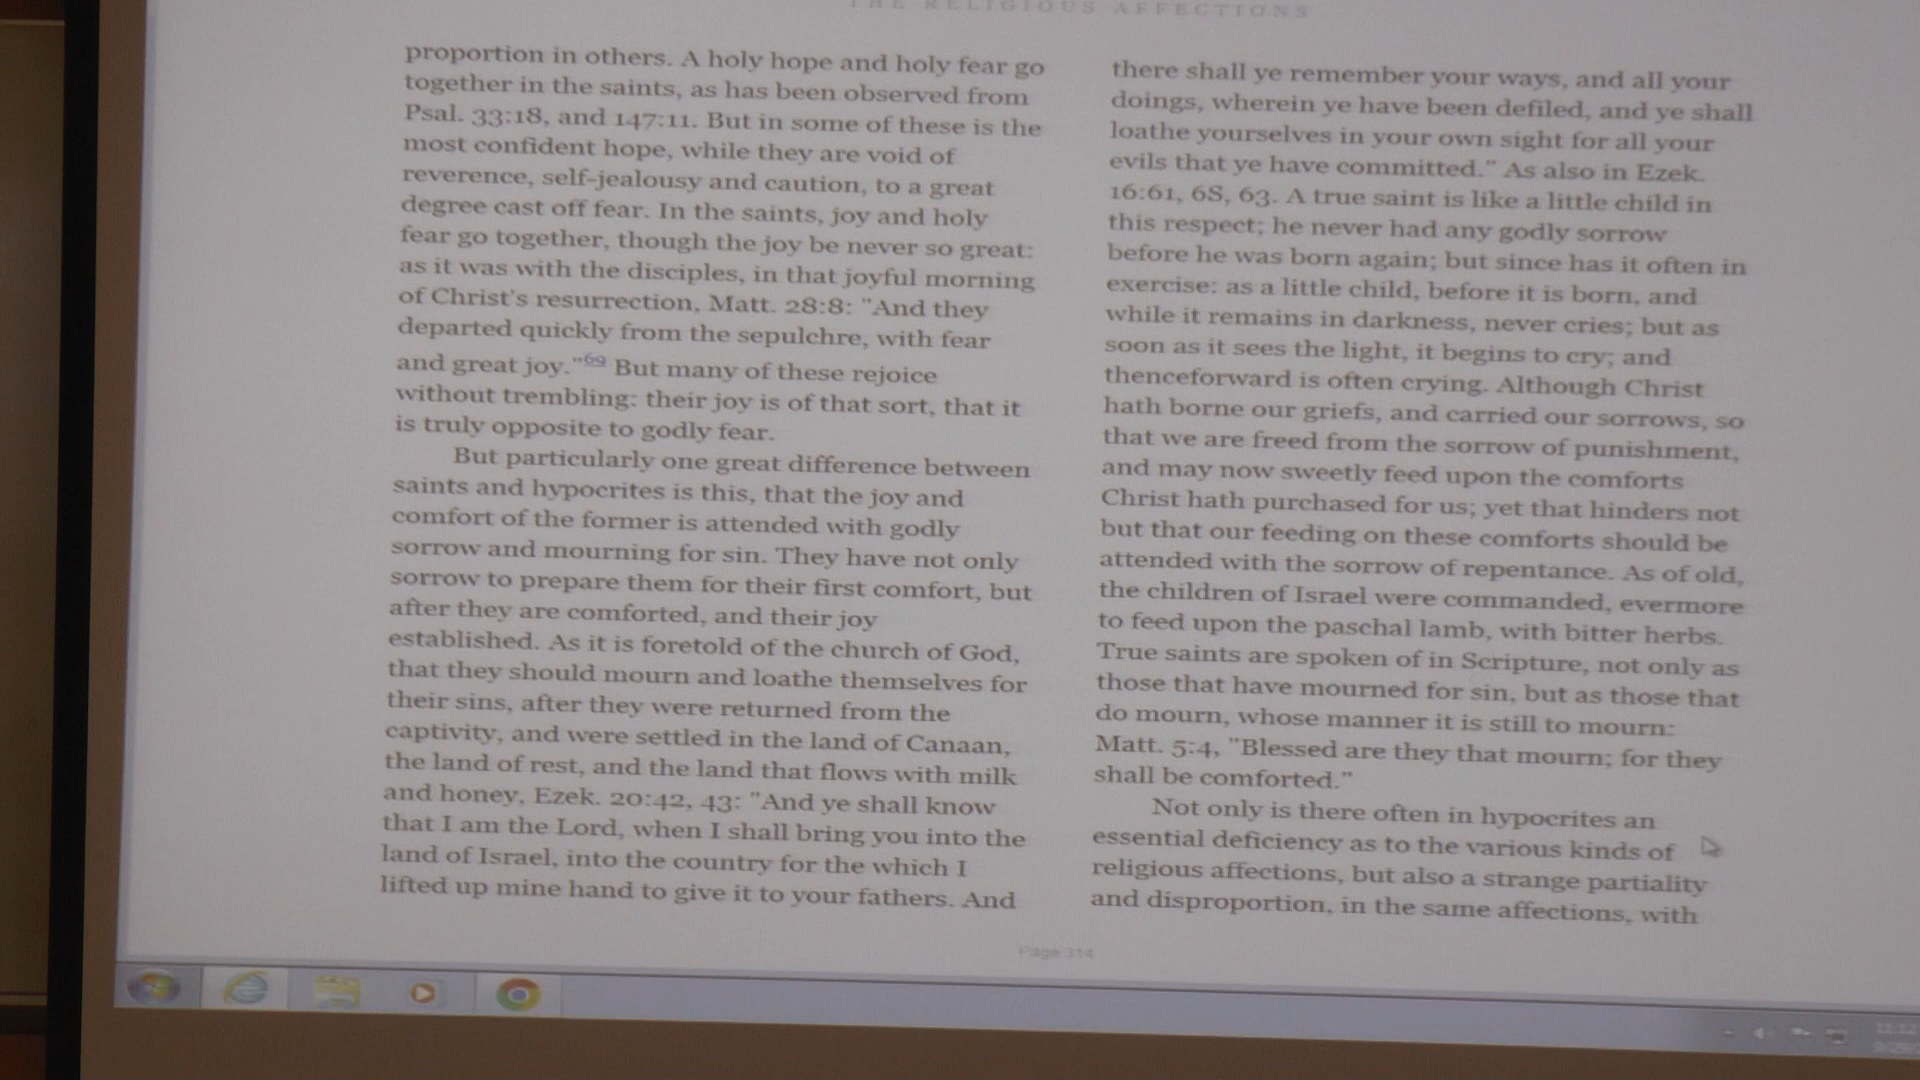 THE RELIGIOUS AFFECTIONS
proportion in others. A holy hope and holy fear go
together in the saints, as has been observed from
Psal. 33:18, and 147:11. But in some of these is the
most confident hope, while they are void of
reverence, self-jealousy and caution, to a great
degree cast off fear. In the saints, joy and holy
fear go together, though the joy be never so great:
as it was with the disciples, in that joyful morning
of Christ's resurrection, Matt. 28:8: "And they
departed quickly from the sepulchre, with fear
and great joy."69 But many of these rejoice
without trembling: their joy is of that sort, that it
is truly opposite to godly fear.
But particularly one great difference between
saints and hypocrites is this, that the joy and
comfort of the former is attended with godly
sorrow and mourning for sin. They have not only
sorrow to prepare them for their first comfort, but
after they are comforted, and their joy
established. As it is foretold of the church of God,
that they should mourn and loathe themselves for
their sins, after they were returned from the
captivity, and were settled in the land of Canaan,
the land of rest, and the land that flows with milk
and honey, Ezek. 20:42, 43: "And ye shall know
that I am the Lord, when I shall bring you into the
land of Israel, into the country for the which I
lifted up mine hand to give it to your fathers. And
there shall ye remember your ways, and all your
doings, wherein ye have been defiled, and ye shall
loathe yourselves in your own sight for all your
evils that ye have committed." As also in Ezek.
16:61, 6S, 63. A true saint is like a little child in
this respect; he never had any godly sorrow
before he was born again; but since has it often in
exercise: as a little child, before it is born, and
while it remains in darkness, never cries; but as
soon as it sees the light, it begins to cry; and
thenceforward is often crying. Although Christ
hath borne our griefs, and carried our sorrows, so
that we are freed from the sorrow of punishment,
and may now sweetly feed upon the comforts
Christ hath purchased for us; yet that hinders not
but that our feeding on these comforts should be
attended with the sorrow of repentance. As of old,
the children of Israel were commanded, evermore
to feed upon the paschal lamb, with bitter herbs.
True saints are spoken of in Scripture, not only as
those that have mourned for sin, but as those that
do mourn, whose manner it is still to mourn:
Matt. 5:4, "Blessed are they that mourn; for they
shall be comforted."
Not only is there often in hypocrites an
essential deficiency as to the various kinds of
religious affections, but also a strange partiality
and disproportion, in the same affections, with
Page 314